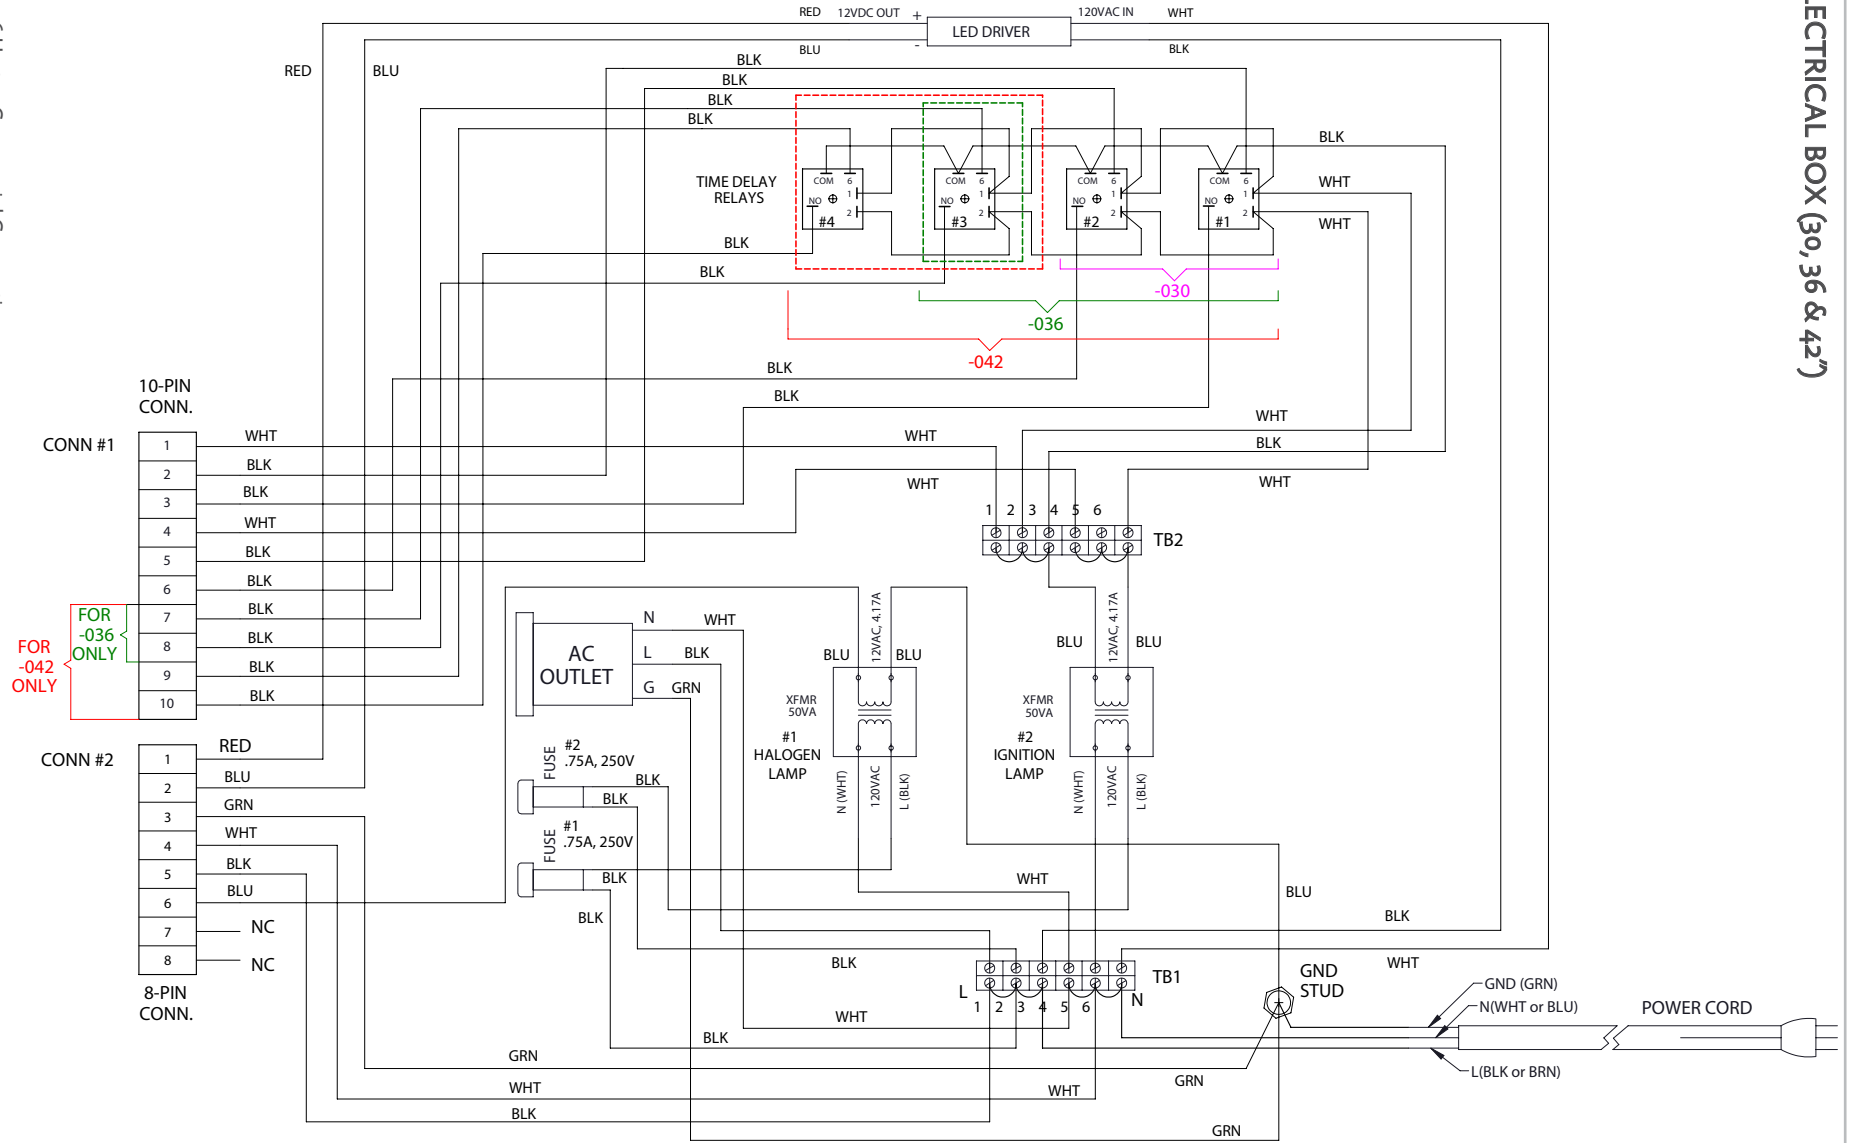 RED 12VDC OUT +
-
BLU
LED DRIVER
120VAC IN WHT
BLK
RED
BLU
BLK
BLK
BLK
BLK
BLK
WHT
WHT
TIME DELAY
RELAYS
COM 6
1
NO
2
#4
COM 6
1
NO
2
#3
COM 6
1
NO
2
#2
COM 6
1
NO
2
#1
BLK
BLK
-030
-036
-042
BLK
BLK
ELECTRICAL BOX (30, 36 & 42”)
10-PIN
CONN.
CONN #1
1 WHT
2 BLK
3 BLK
4 WHT
5 BLK
6 BLK
7 BLK
8 BLK
9 BLK
10 BLK
FOR
-036
ONLY
FOR
-042
ONLY
WHT
WHT
WHT
BLK
WHT
1 2 3 4 5 6
TB2
CONN #2
1 RED
2 BLU
3 GRN
4 WHT
5 BLK
6 BLU
7 NC
8 NC
8-PIN
CONN.
AC
OUTLET
N WHT
L BLK
G GRN
FUSE
#2
.75A, 250V
BLK
BLK
FUSE
#1
.75A, 250V
BLK
BLK
BLU 12VAC, 4.17A BLU
XFMR
50VA
#1
HALOGEN
LAMP
N (WHT) 120VAC L (BLK)
BLU 12VAC, 4.17A BLU
XFMR
50VA
#2
IGNITION
LAMP
N (WHT) 120VAC L (BLK)
WHT
BLU
BLK
BLK
WHT
L
1 2 3 4 5 6
N
TB1
GND
STUD
WHT
BLK
GRN
WHT
BLK
WHT
GRN
GRN
GND (GRN)
N(WHT or BLU)
L(BLK or BRN)
POWER CORD